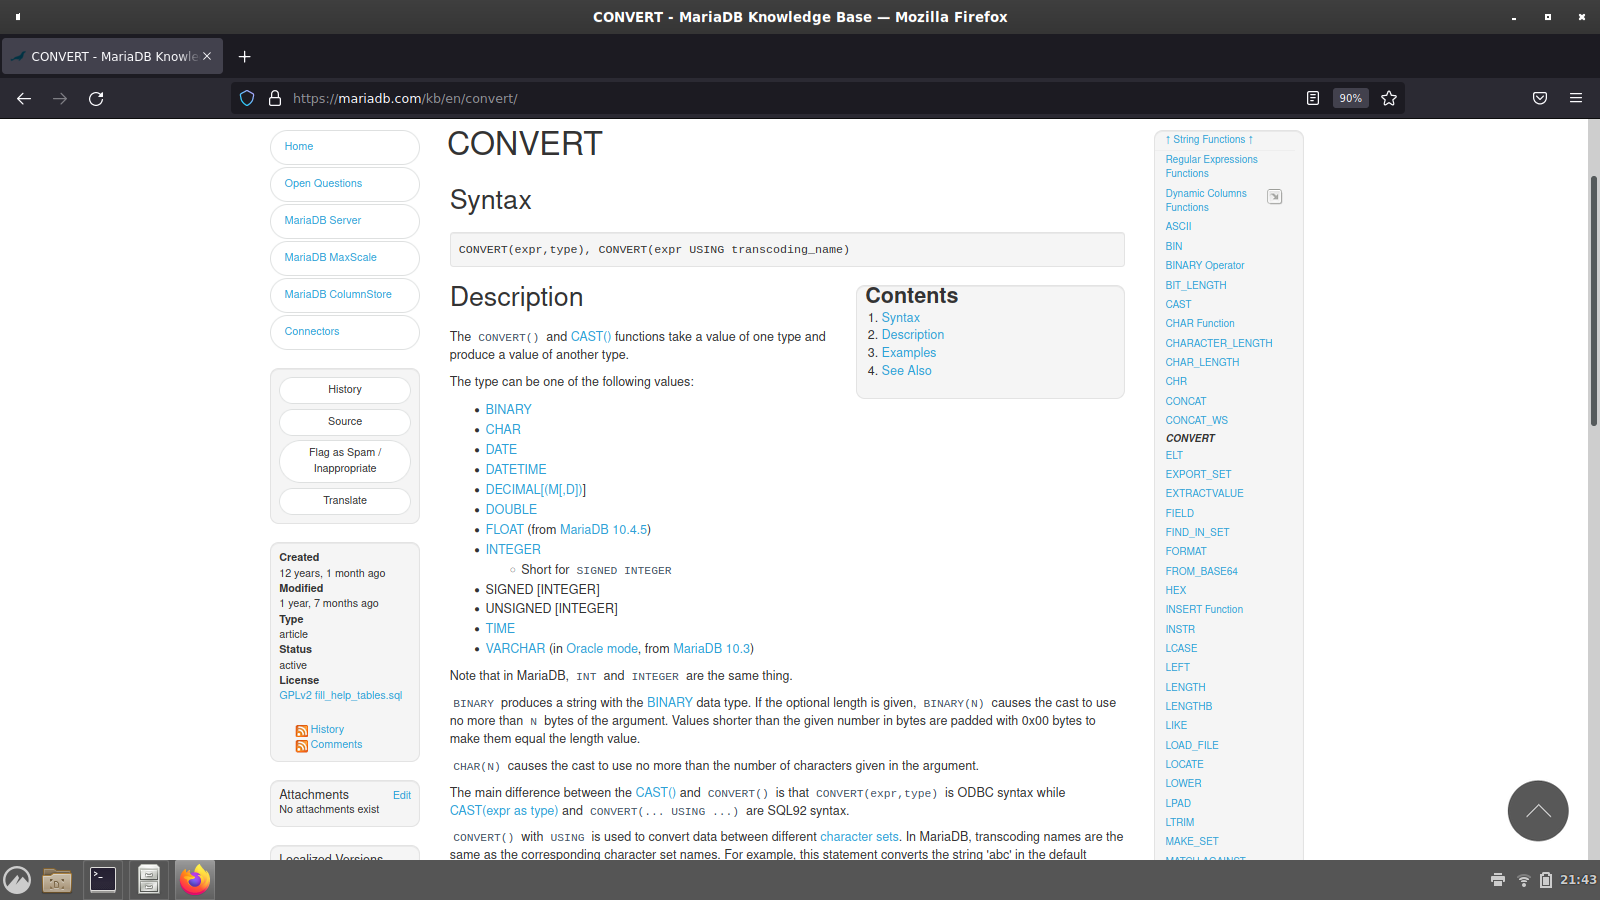 CONVERT - MariaDB Knowledge Base — Mozilla Firefox
CONVERT - MariaDB Knowle
https://mariadb.com/kb/en/convert/
90%
Home
Open Questions
MariaDB Server
MariaDB MaxScale
MariaDB ColumnStore
Connectors
History
Source
Flag as Spam /
Inappropriate
Translate
Created
12 years, 1 month ago
Modified
1 year, 7 months ago
Type
article
Status
active
License
GPLv2 fill_help_tables.sql
History
Comments
Attachments
Edit
No attachments exist
Localized Versions
CONVERT
Syntax
CONVERT(expr,type), CONVERT(expr USING transcoding_name)
Contents
1. Syntax
2. Description
3. Examples
4. See Also
Description
The CONVERT() and CAST() functions take a value of one type and
produce a value of another type.
The type can be one of the following values:
• BINARY
• CHAR
• DATE
• DATETIME
• DECIMAL[(M[,D])]
• DOUBLE
• FLOAT (from MariaDB 10.4.5)
• INTEGER
◦ Short for SIGNED INTEGER
• SIGNED [INTEGER]
• UNSIGNED [INTEGER]
• TIME
• VARCHAR (in Oracle mode, from MariaDB 10.3)
Note that in MariaDB, INT and INTEGER are the same thing.
BINARY produces a string with the BINARY data type. If the optional length is given, BINARY(N) causes the cast to use
no more than N bytes of the argument. Values shorter than the given number in bytes are padded with 0x00 bytes to
make them equal the length value.
CHAR(N) causes the cast to use no more than the number of characters given in the argument.
The main difference between the CAST() and CONVERT() is that CONVERT(expr,type) is ODBC syntax while
CAST(expr as type) and CONVERT(... USING ...) are SQL92 syntax.
CONVERT() with USING is used to convert data between different character sets. In MariaDB, transcoding names are the
same as the corresponding character set names. For example, this statement converts the string 'abc' in the default
↑ String Functions ↑
Regular Expressions
Functions
Dynamic Columns
Functions
ASCII
BIN
BINARY Operator
BIT_LENGTH
CAST
CHAR Function
CHARACTER_LENGTH
CHAR_LENGTH
CHR
CONCAT
CONCAT_WS
CONVERT
ELT
EXPORT_SET
EXTRACTVALUE
FIELD
FIND_IN_SET
FORMAT
FROM_BASE64
HEX
INSERT Function
INSTR
LCASE
LEFT
LENGTH
LENGTHB
LIKE
LOAD_FILE
LOCATE
LOWER
LPAD
LTRIM
MAKE_SET
MATCH AGAINST
21:43